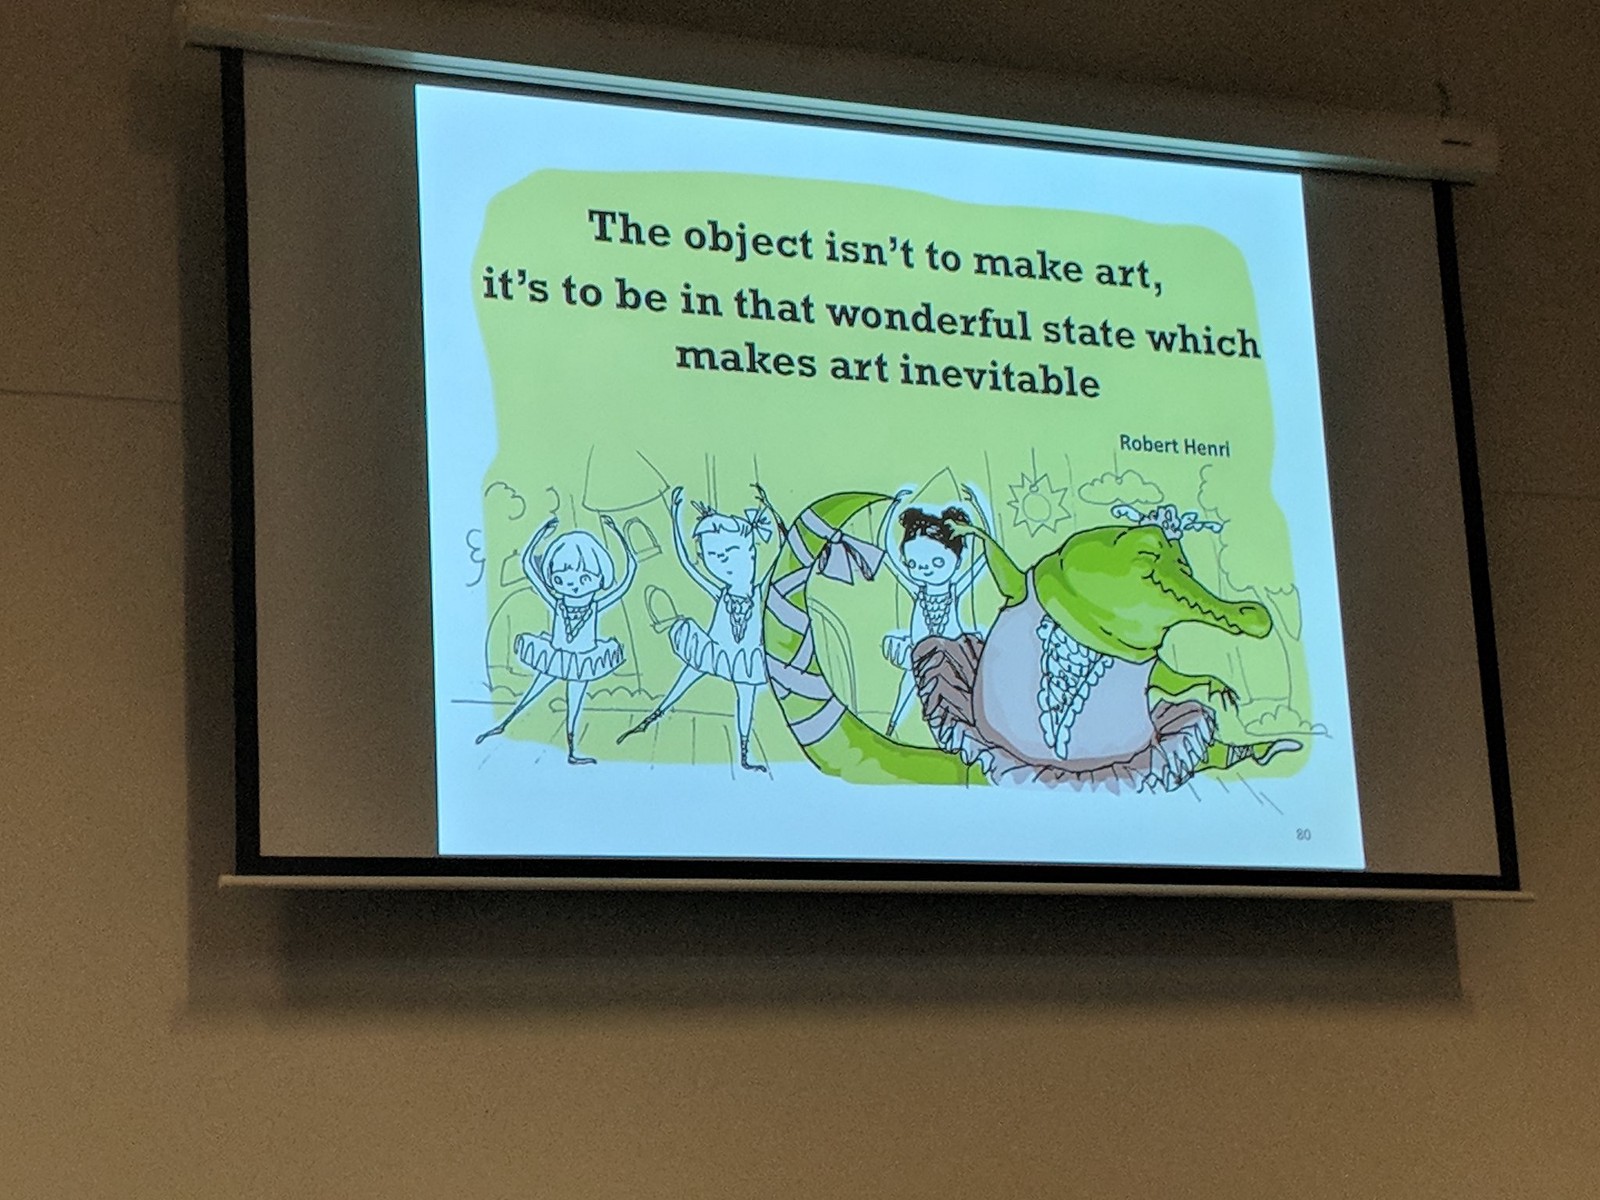 The object isn't to make art,
it's to be in that wonderful state which
makes art inevitable
Robert Henri
80